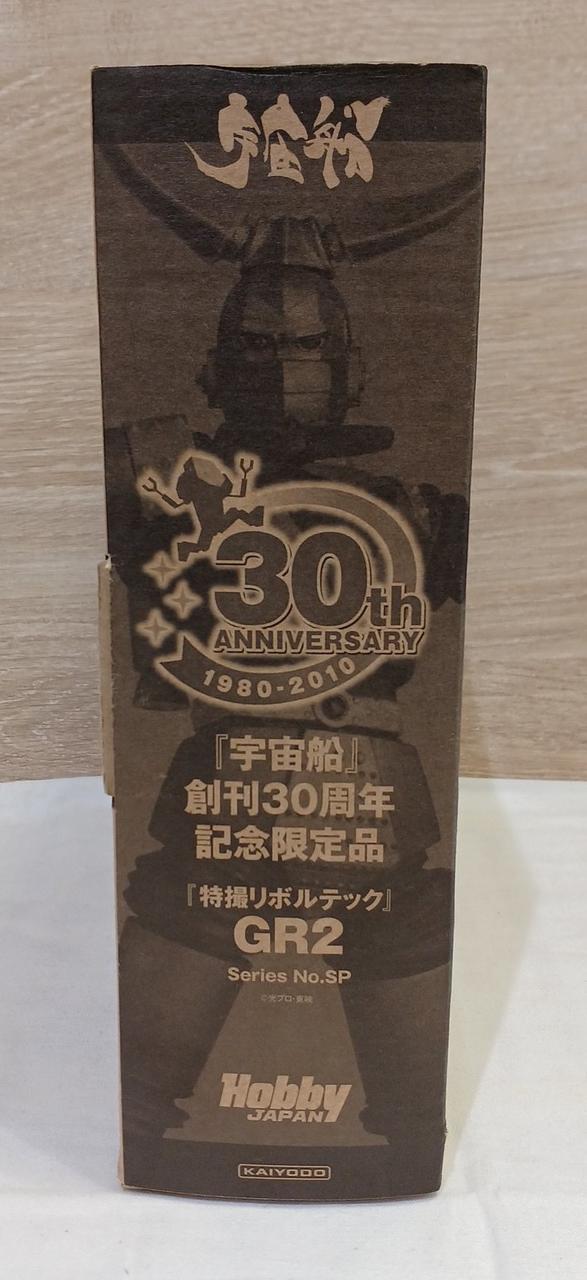 宇宙船
30th
ANNIVERSARY
1980-2010
『宇宙船』
創刊30周年
記念限定品
『特撮リボルテック』
GR2
Series No.SP
©光プロ・東映
Hobby
JAPAN
KAIYODO